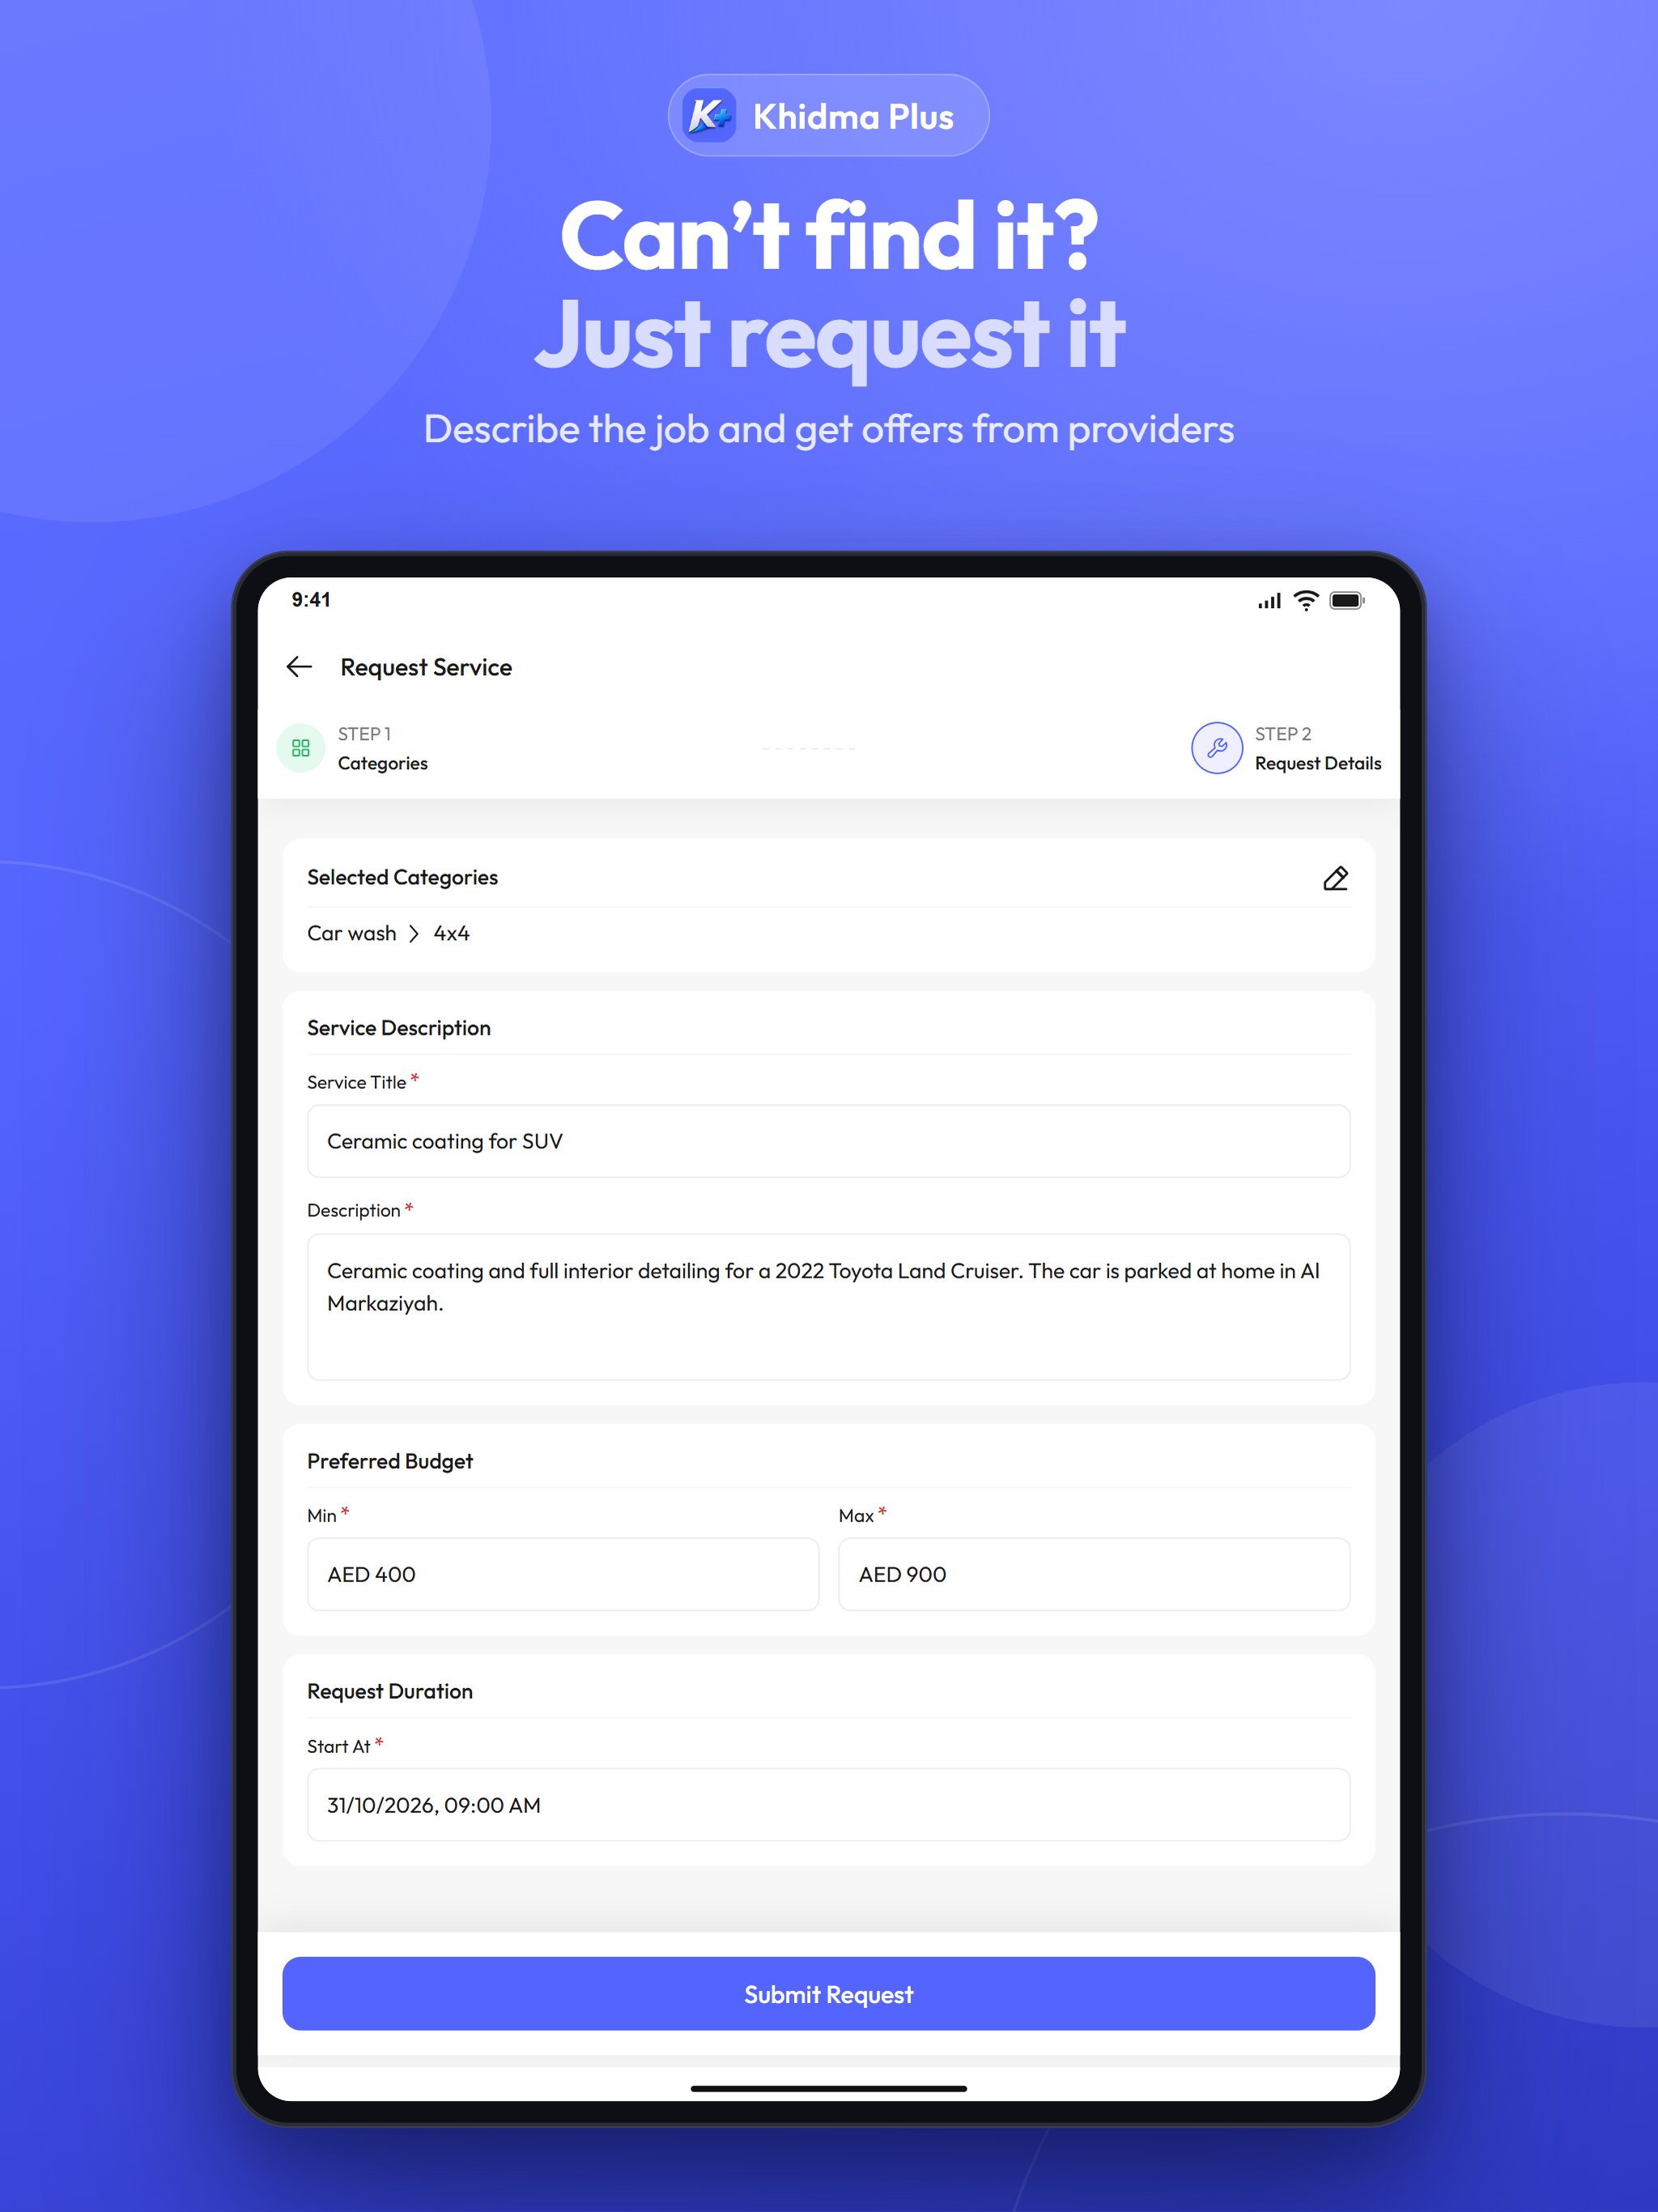 K+ Khidma Plus
Can’t find it?
Just request it
Describe the job and get offers from providers
9:41
Request Service
STEP 1
Categories
STEP 2
Request Details
Selected Categories
Car wash > 4x4
Service Description
Service Title *
Ceramic coating for SUV
Description *
Ceramic coating and full interior detailing for a 2022 Toyota Land Cruiser. The car is parked at home in Al
Markaziyah.
Preferred Budget
Min * Max *
AED 400 AED 900
Request Duration
Start At *
31/10/2026, 09:00 AM
Submit Request